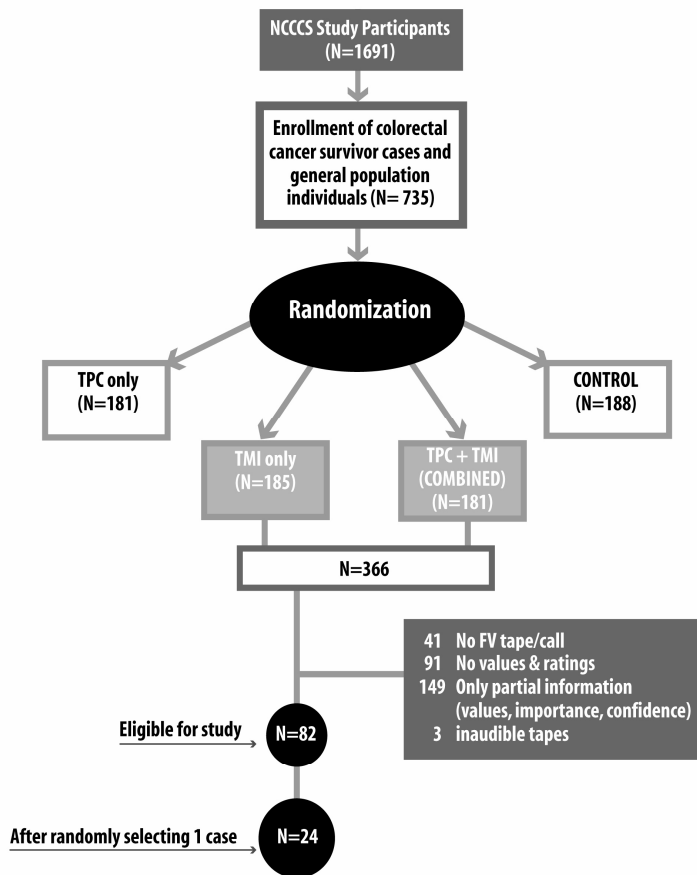 NCCCS Study Participants
(N=1691)
Enrollment of colorectal
cancer survivor cases and
general population
individuals (N= 735)
Randomization
TPC only
(N=181)
CONTROL
(N=188)
TMI only
(N=185)
TPC + TMI
(COMBINED)
(N=181)
N=366
41 No FV tape/call
91 No values & ratings
149 Only partial information
(values, importance, confidence)
3 inaudible tapes
Eligible for study
N=82
After randomly selecting 1 case
N=24